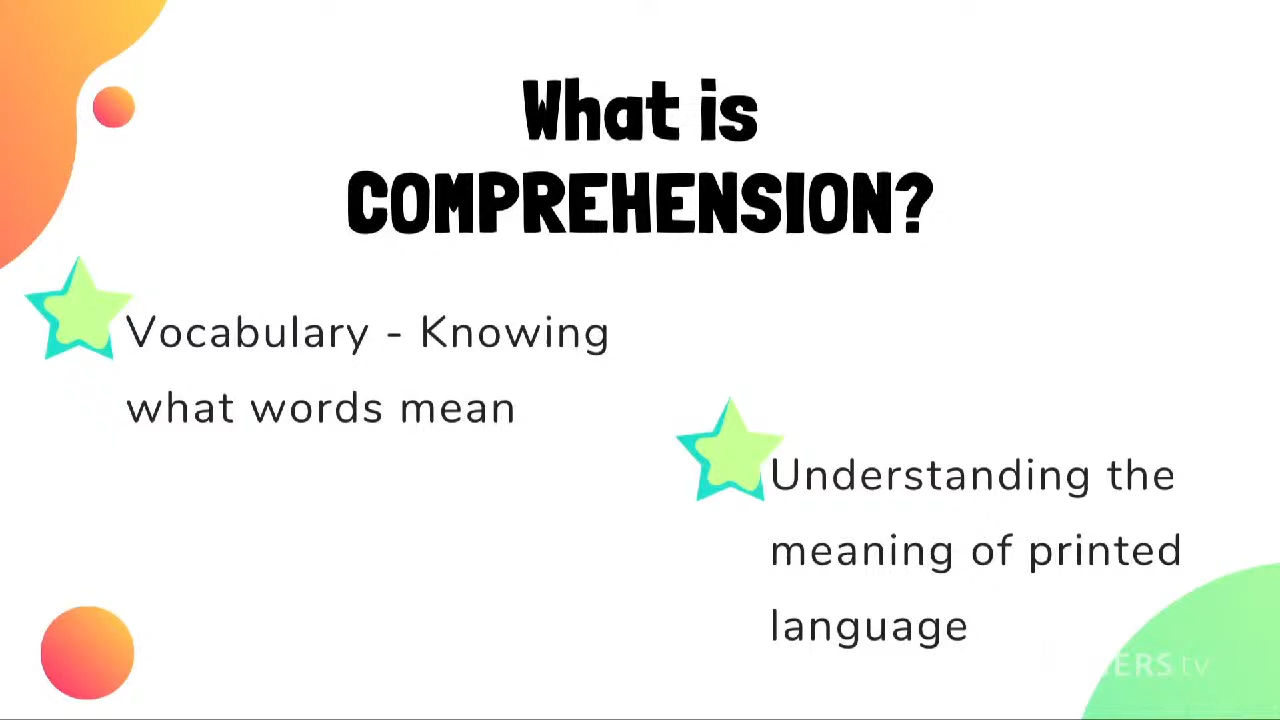 What is
COMPREHENSION?
Vocabulary - Knowing
what words mean
Understanding the
meaning of printed
language